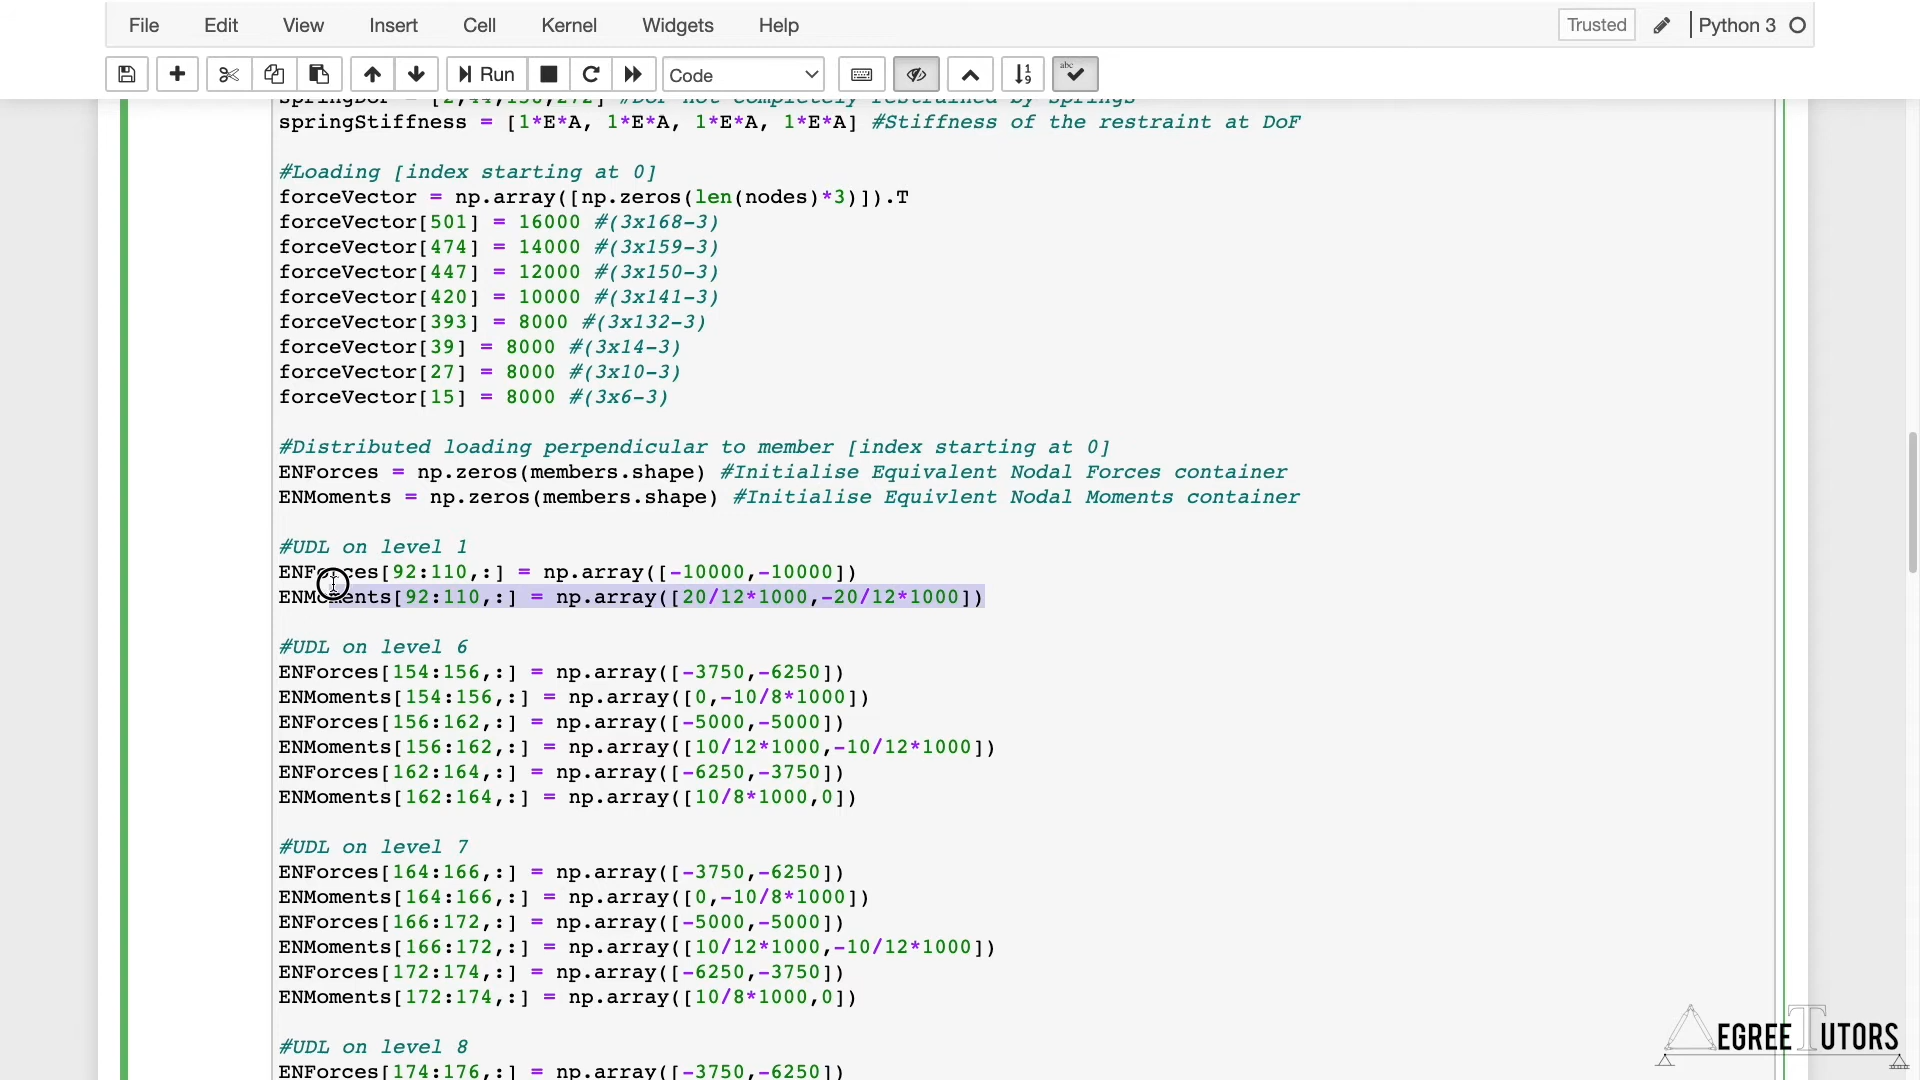 File Edit View Insert Cell Kernel Widgets Help Trusted Python 3
Run Code
springDoF = [2,44,136,272] #DoF not completely restrained by springs
springStiffness = [1*E*A, 1*E*A, 1*E*A, 1*E*A] #Stiffness of the restraint at DoF
#Loading [index starting at 0]
forceVector = np.array([np.zeros(len(nodes)*3)]).T
forceVector[501] = 16000 #(3x168-3)
forceVector[474] = 14000 #(3x159-3)
forceVector[447] = 12000 #(3x150-3)
forceVector[420] = 10000 #(3x141-3)
forceVector[393] = 8000 #(3x132-3)
forceVector[39] = 8000 #(3x14-3)
forceVector[27] = 8000 #(3x10-3)
forceVector[15] = 8000 #(3x6-3)
#Distributed loading perpendicular to member [index starting at 0]
ENForces = np.zeros(members.shape) #Initialise Equivalent Nodal Forces container
ENMoments = np.zeros(members.shape) #Initialise Equivlent Nodal Moments container
#UDL on level 1
ENForces[92:110,:] = np.array([-10000,-10000])
ENMoments[92:110,:] = np.array([20/12*1000,-20/12*1000])
#UDL on level 6
ENForces[154:156,:] = np.array([-3750,-6250])
ENMoments[154:156,:] = np.array([0,-10/8*1000])
ENForces[156:162,:] = np.array([-5000,-5000])
ENMoments[156:162,:] = np.array([10/12*1000,-10/12*1000])
ENForces[162:164,:] = np.array([-6250,-3750])
ENMoments[162:164,:] = np.array([10/8*1000,0])
#UDL on level 7
ENForces[164:166,:] = np.array([-3750,-6250])
ENMoments[164:166,:] = np.array([0,-10/8*1000])
ENForces[166:172,:] = np.array([-5000,-5000])
ENMoments[166:172,:] = np.array([10/12*1000,-10/12*1000])
ENForces[172:174,:] = np.array([-6250,-3750])
ENMoments[172:174,:] = np.array([10/8*1000,0])
#UDL on level 8
ENForces[174:176,:] = np.array([-3750,-6250])
DEGREE TUTORS